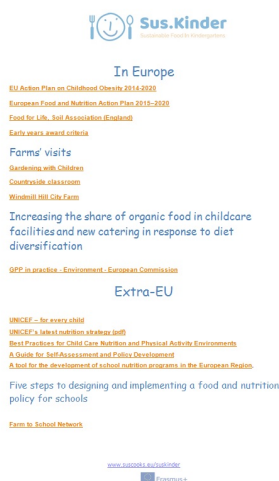 Sus.Kinder
Sustainable Food in Kindergartens
In Europe
EU Action Plan on Childhood Obesity 2014-2020
European Food and Nutrition Action Plan 2015–2020
Food for Life, Soil Association (England)
Early years award criteria
Farms' visits
Gardening with Children
Countryside classroom
Windmill Hill City Farm
Increasing the share of organic food in childcare
facilities and new catering in response to diet
diversification
GPP in practice - Environment - European Commission
Extra-EU
UNICEF – for every child
UNICEF's latest nutrition strategy (pdf)
Best Practices for Child Care Nutrition and Physical Activity Environments
A Guide for Self-Assessment and Policy Development
A tool for the development of school nutrition programs in the European Region.
Five steps to designing and implementing a food and nutrition
policy for schools
Farm to School Network
www.suscooks.eu/suskinder
Erasmus+